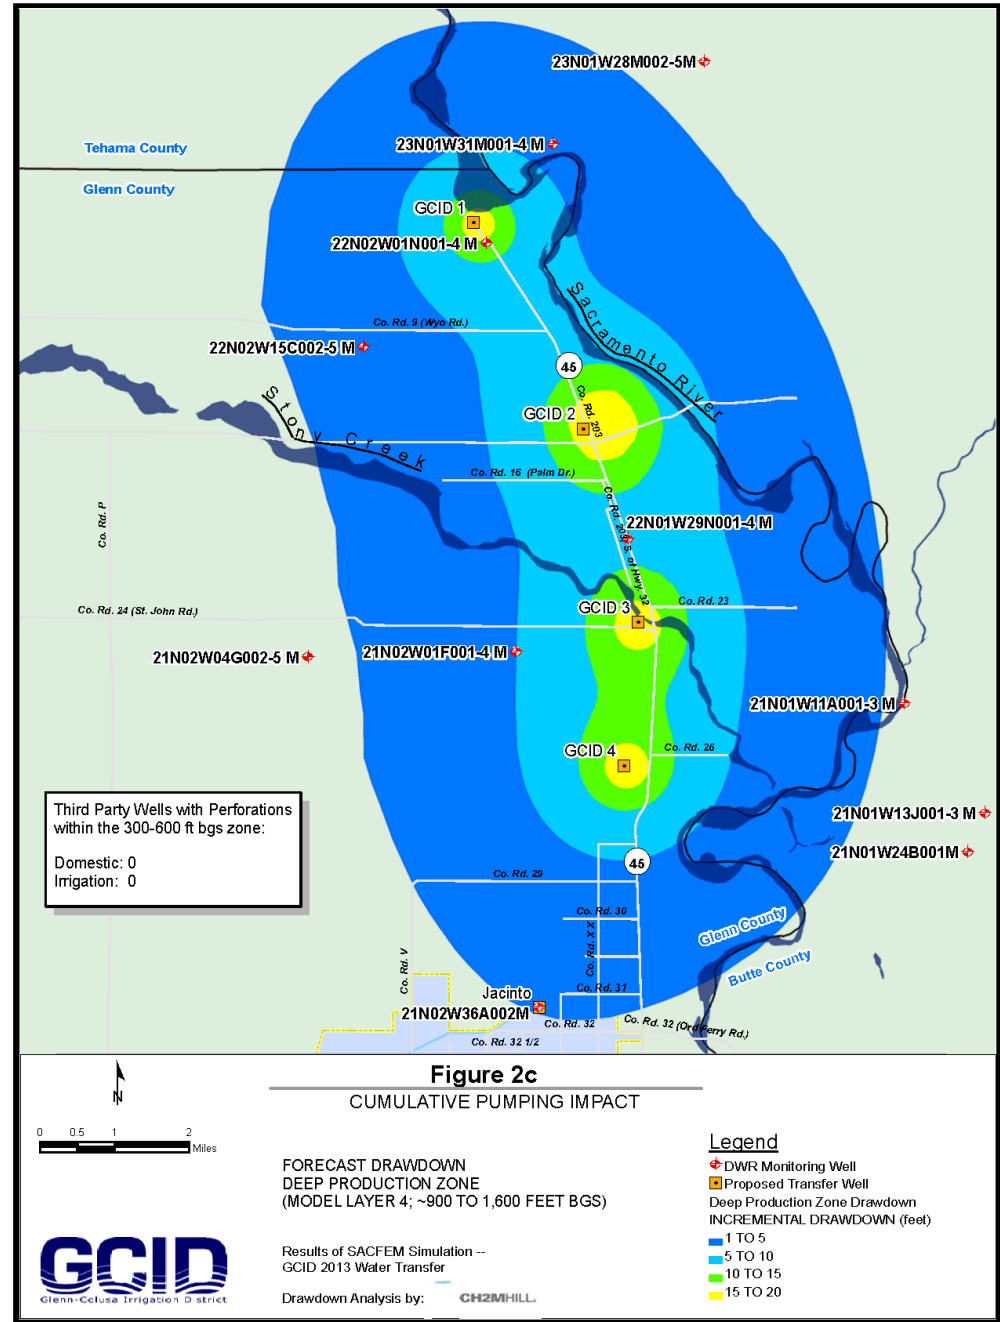 23N01W28M002-5M
23N01W31M001-4 M
Tehama County
Glenn County
GCID 1
22N02W01N001-4 M
Sacramento River
Co. Rd. 9 (Wyo Rd.)
22N02W15C002-5 M
45
Stony Creek
GCID 2
Co. Rd. 203
Co. Rd. 16 (Palm Dr.)
Co. Rd. P
22N01W29N001-4 M
Co. Rd. 203, S. of Hwy. 32
GCID 3
Co. Rd. 23
Co. Rd. 24 (St. John Rd.)
21N02W04G002-5 M
21N02W01F001-4 M
21N01W11A001-3 M
GCID 4
Co. Rd. 26
Third Party Wells with Perforations
within the 300-600 ft bgs zone:
Domestic: 0
Irrigation: 0
21N01W13J001-3 M
21N01W24B001M
45
Co. Rd. 29
Co. Rd. 30
Co. Rd. XX
Co. Rd. V
Glenn County
Butte County
Jacinto
Co. Rd. 31
21N02W36A002M
Co. Rd. 32
Co. Rd. 32 (Ord Ferry Rd.)
Co. Rd. 32 1/2
Figure 2c
CUMULATIVE PUMPING IMPACT
N
0 0.5 1 2
Miles
FORECAST DRAWDOWN
DEEP PRODUCTION ZONE
(MODEL LAYER 4; ~900 TO 1,600 FEET BGS)
Results of SACFEM Simulation --
GCID 2013 Water Transfer
Drawdown Analysis by: CH2MHILL.
GCID
Glenn-Colusa Irrigation District
Legend
DWR Monitoring Well
Proposed Transfer Well
Deep Production Zone Drawdown
INCREMENTAL DRAWDOWN (feet)
1 TO 5
5 TO 10
10 TO 15
15 TO 20